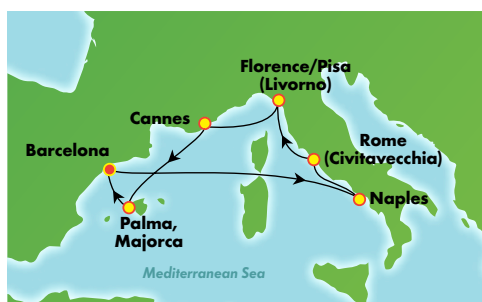 Florence/Pisa
(Livorno)
Cannes
Rome
(Civitavecchia)
Barcelona
Naples
Palma,
Majorca
Mediterranean Sea